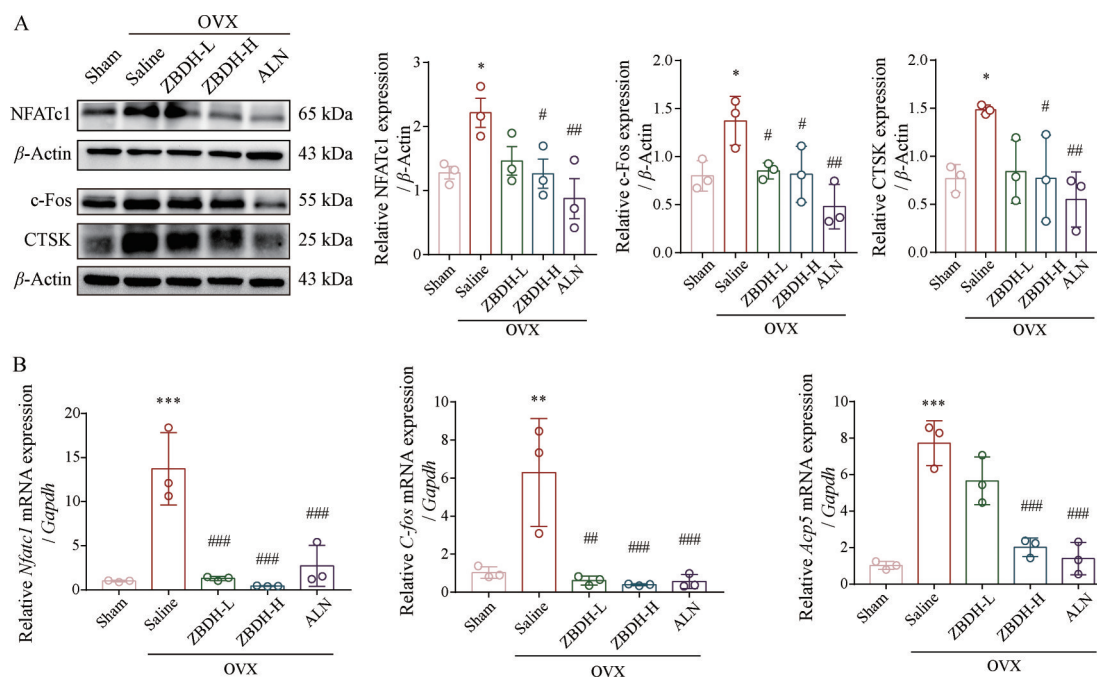 A
OVX
Sham
Saline
ZBDH-L
ZBDH-H
ALN
NFATc1
65 kDa
β-Actin
43 kDa
c-Fos
55 kDa
CTSK
25 kDa
β-Actin
43 kDa
Relative NFATc1 expression
/ β-Actin
3
2
1
0
*
#
##
Sham
Saline
ZBDH-L
ZBDH-H
ALN
OVX
Relative c-Fos expression
/ β-Actin
2.0
1.5
1.0
0.5
0.0
*
#
#
##
Sham
Saline
ZBDH-L
ZBDH-H
ALN
OVX
Relative CTSK expression
/ β-Actin
2.0
1.5
1.0
0.5
0.0
*
#
##
Sham
Saline
ZBDH-L
ZBDH-H
ALN
OVX
B
Relative Nfatc1 mRNA expression
/ Gapdh
20
15
10
5
0
***
###
###
###
Sham
Saline
ZBDH-L
ZBDH-H
ALN
OVX
Relative C-fos mRNA expression
/ Gapdh
10
8
6
4
2
0
**
##
###
###
Sham
Saline
ZBDH-L
ZBDH-H
ALN
OVX
Relative Acp5 mRNA expression
/ Gapdh
10
8
6
4
2
0
***
###
###
Sham
Saline
ZBDH-L
ZBDH-H
ALN
OVX